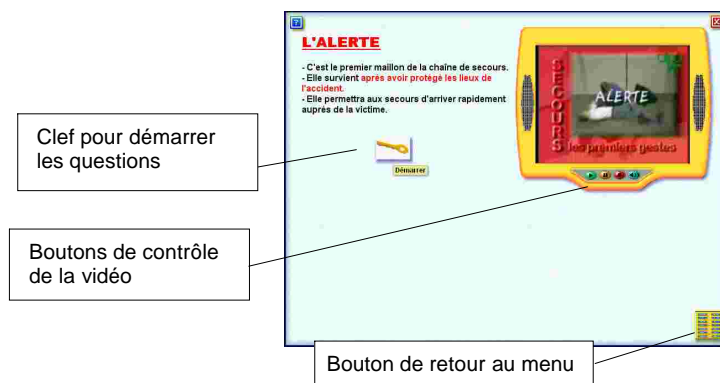 ?
L'ALERTE
- C'est le premier maillon de la chaîne de secours.
- Elle survient après avoir protégé les lieux de
l'accident.
- Elle permettra aux secours d'arriver rapidement
auprés de la victime.
Démarrer
SECOURS
ALERTE
les premiers gestes
Clef pour démarrer
les questions
Boutons de contrôle
de la vidéo
Bouton de retour au menu